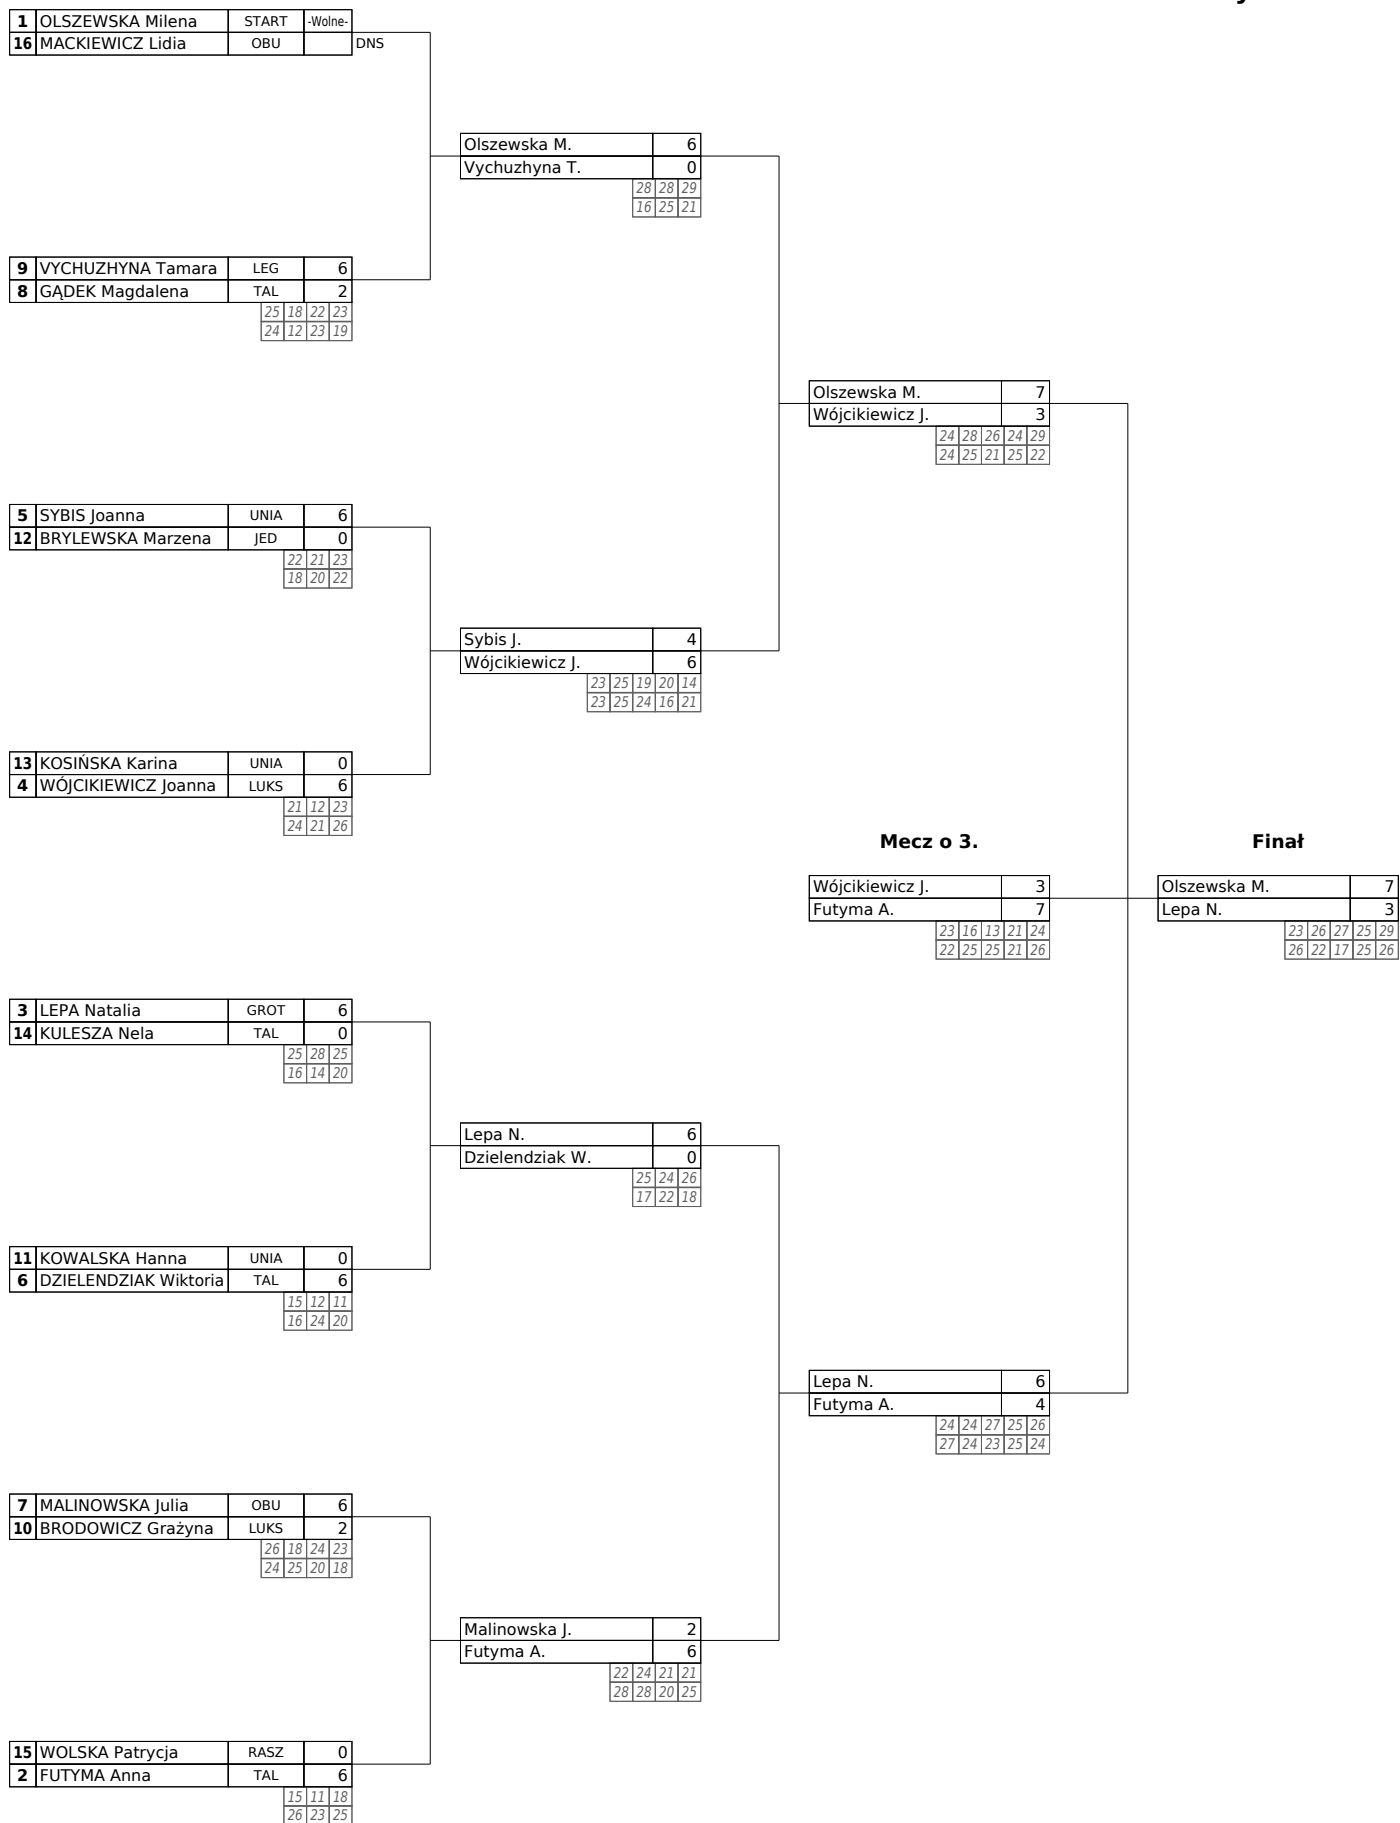 1 OLSZEWSKA Milena START -Wolne-
16 MACKIEWICZ Lidia OBU DNS
Olszewska M. 6
Vychuzhyna T. 0
28 28 29
16 25 21
9 VYCHUZHYNA Tamara LEG 6
8 GĄDEK Magdalena TAL 2
25 18 22 23
24 12 23 19
Olszewska M. 7
Wójcikiewicz J. 3
24 28 26 24 29
24 25 21 25 22
5 SYBIS Joanna UNIA 6
12 BRYLEWSKA Marzena JED 0
22 21 23
18 20 22
Sybis J. 4
Wójcikiewicz J. 6
23 25 19 20 14
23 25 24 16 21
13 KOSIŃSKA Karina UNIA 0
4 WÓJCIKIEWICZ Joanna LUKS 6
21 12 23
24 21 26
Mecz o 3. Finał
Wójcikiewicz J. 3 Olszewska M. 7
Futyma A. 7 Lepa N. 3
23 16 13 21 24 23 26 27 25 29
22 25 25 21 26 26 22 17 25 26
3 LEPA Natalia GROT 6
14 KULESZA Nela TAL 0
25 28 25
16 14 20
Lepa N. 6
Dzielendziak W. 0
25 24 26
17 22 18
11 KOWALSKA Hanna UNIA 0
6 DZIELENDZIAK Wiktoria TAL 6
15 12 11
16 24 20
Lepa N. 6
Futyma A. 4
24 24 27 25 26
27 24 23 25 24
7 MALINOWSKA Julia OBU 6
10 BRODOWICZ Grażyna LUKS 2
26 18 24 23
24 25 20 18
Malinowska J. 2
Futyma A. 6
22 24 21 21
28 28 20 25
15 WOLSKA Patrycja RASZ 0
2 FUTYMA Anna TAL 6
15 11 18
26 23 25